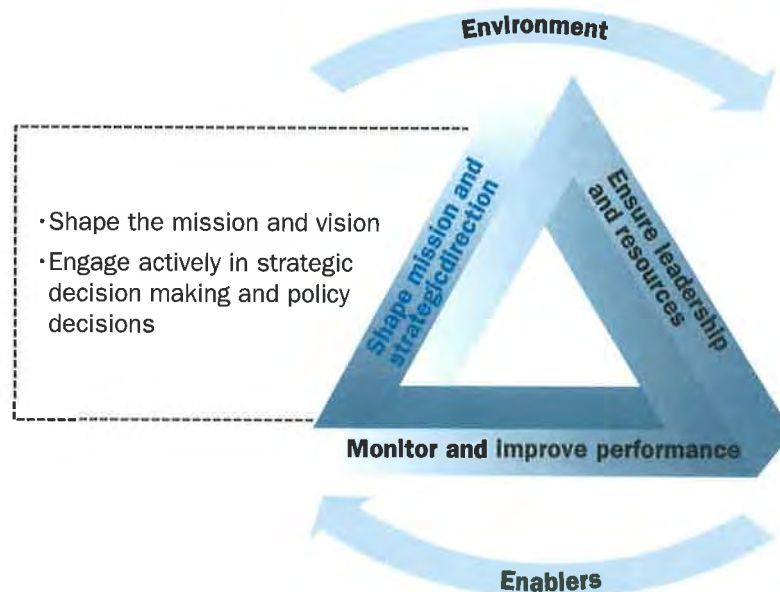 Environment
·Shape the mission and vision
·Engage actively in strategic
decision making and policy
decisions
Shape mission and
strategicdirection
Ensure leadership
and resources
Monitor and improve performance
Enablers